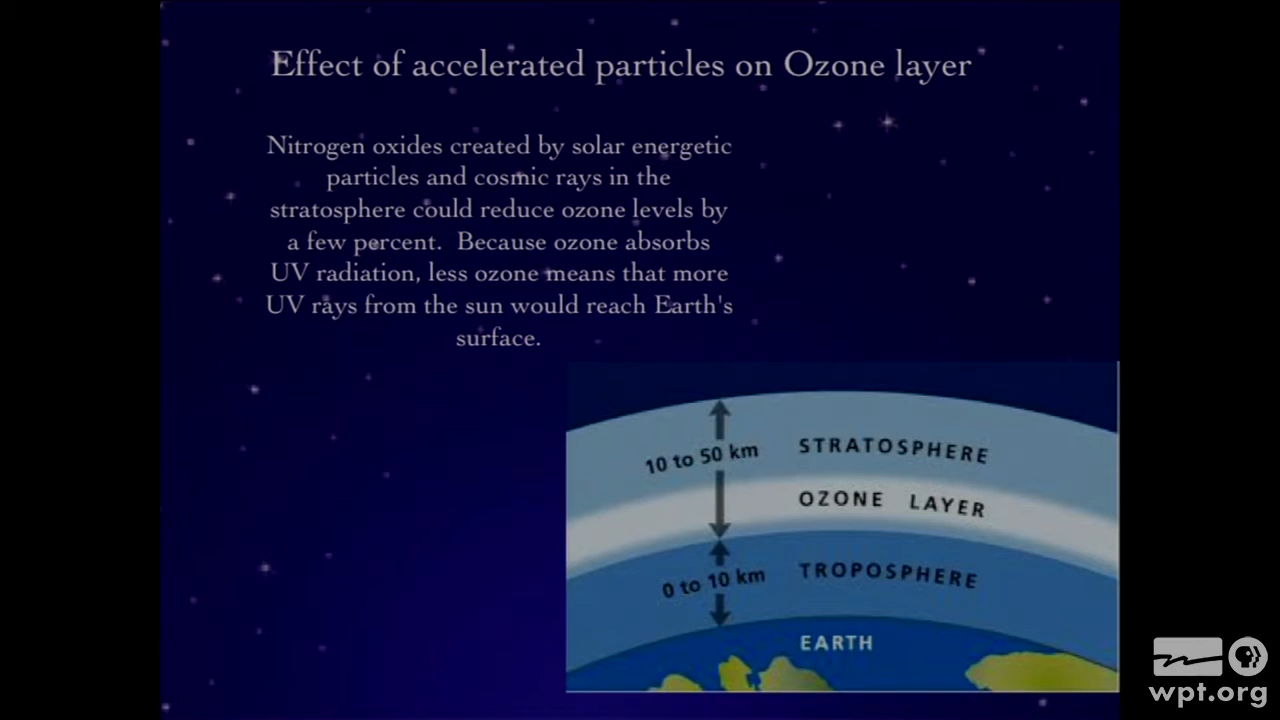 Effect of accelerated particles on Ozone layer
Nitrogen oxides created by solar energetic
particles and cosmic rays in the
stratosphere could reduce ozone levels by
a few percent.  Because ozone absorbs
UV radiation, less ozone means that more
UV rays from the sun would reach Earth's
surface.
10 to 50 km
STRATOSPHERE
OZONE LAYER
0 to 10 km
TROPOSPHERE
EARTH
wpt.org